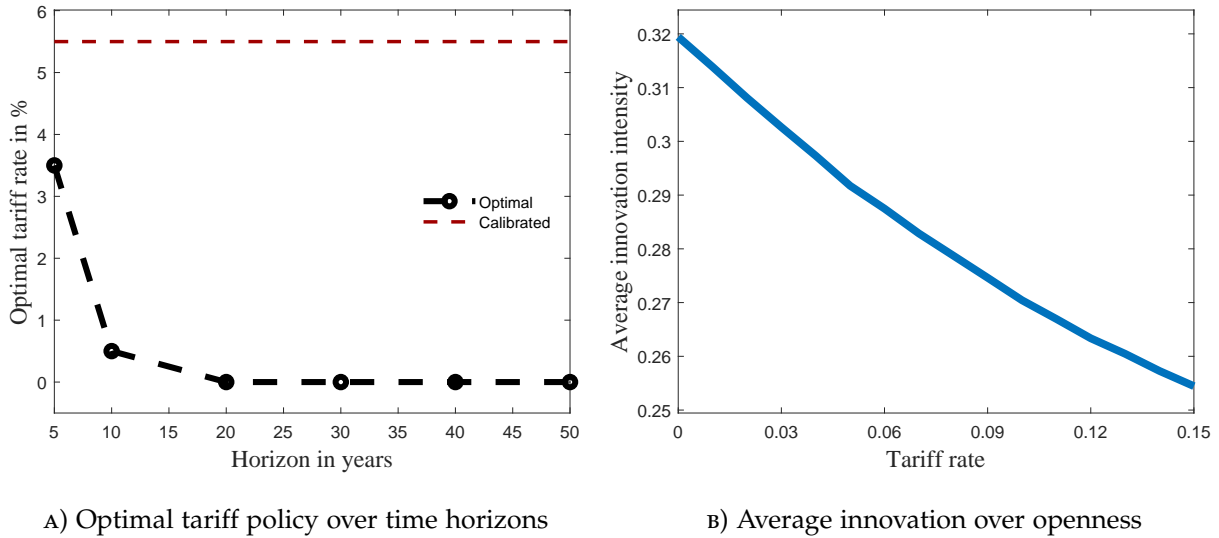 6
5
4
3
2
1
0
Optimal tariff rate in %
Optimal
Calibrated
5 10 15 20 25 30 35 40 45 50
Horizon in years
A) Optimal tariff policy over time horizons
0.32
0.31
0.3
0.29
0.28
0.27
0.26
0.25
Average innovation intensity
0 0.03 0.06 0.09 0.12 0.15
Tariff rate
B) Average innovation over openness